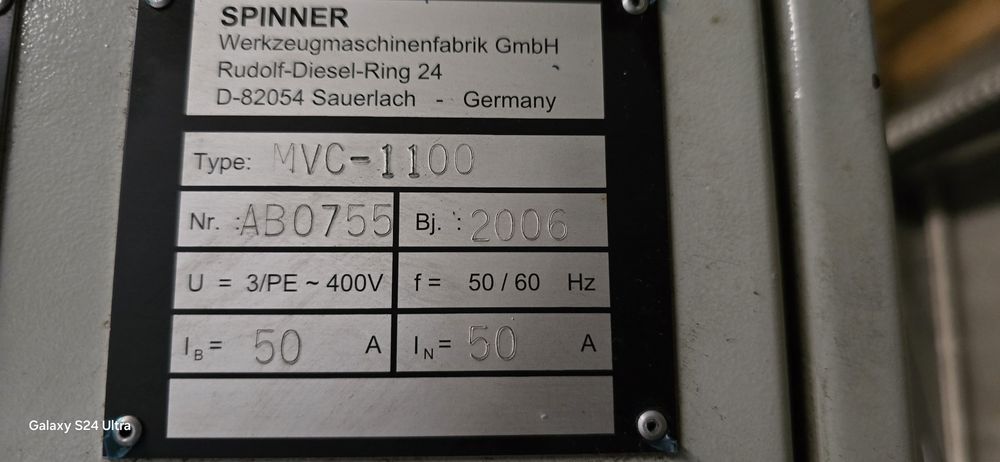 SPINNER
Werkzeugmaschinenfabrik GmbH
Rudolf-Diesel-Ring 24
D-82054 Sauerlach - Germany
Type: MVC-1100
Nr. :AB0755 Bj. : 2006
U = 3/PE ~ 400V f = 50 / 60 Hz
IB = 50 A IN = 50 A
Galaxy S24 Ultra